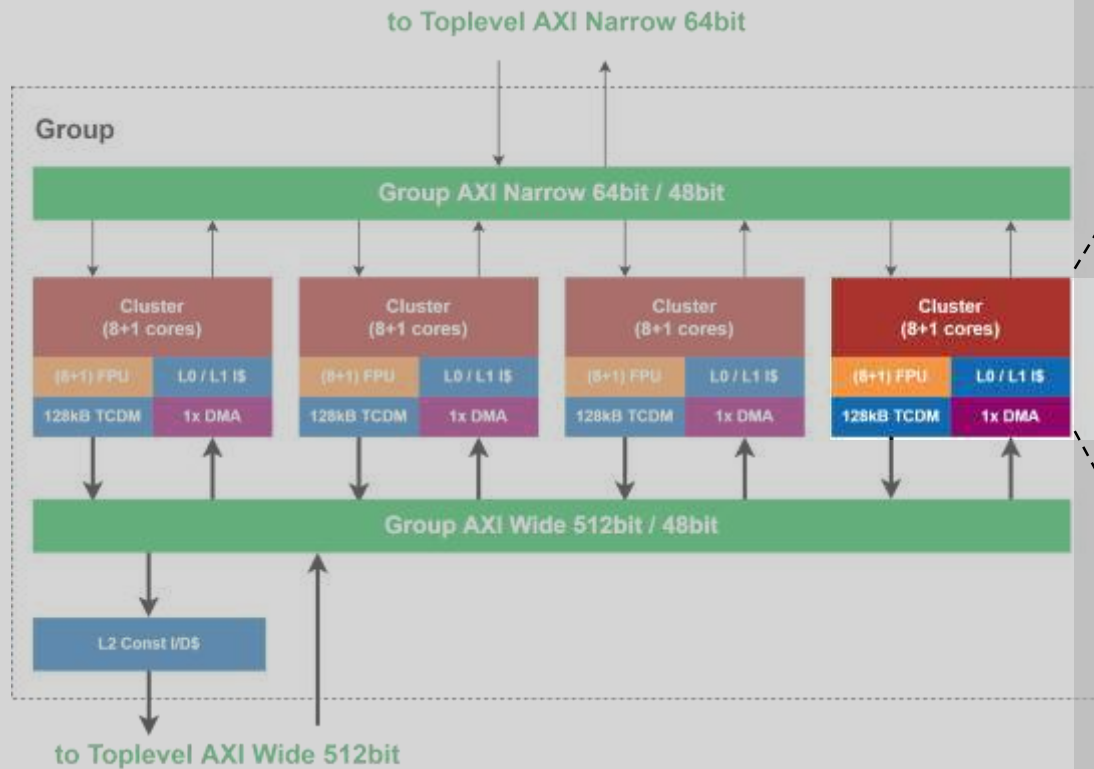 to Toplevel AXI Narrow 64bit
Group
Group AXI Narrow 64bit / 48bit
Cluster
(8+1 cores)
(8+1) FPU
L0 / L1 I$
128kB TCDM
1x DMA
Cluster
(8+1 cores)
(8+1) FPU
L0 / L1 I$
128kB TCDM
1x DMA
Cluster
(8+1 cores)
(8+1) FPU
L0 / L1 I$
128kB TCDM
1x DMA
Cluster
(8+1 cores)
(8+1) FPU
L0 / L1 I$
128kB TCDM
1x DMA
Group AXI Wide 512bit / 48bit
L2 Const I/D$
to Toplevel AXI Wide 512bit